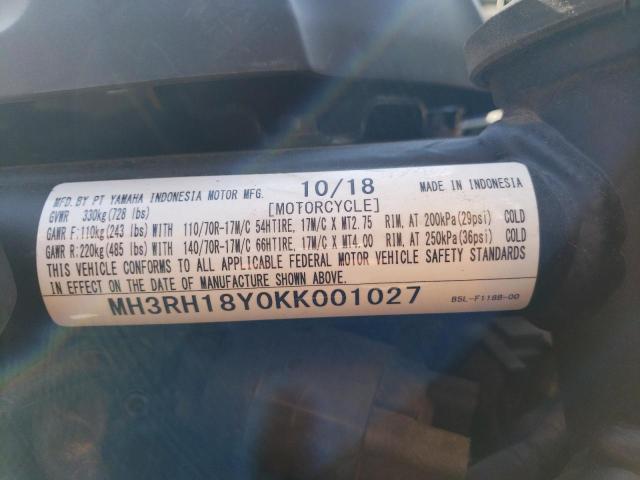 MFD. BY PT YAMAHA INDONESIA MOTOR MFG. 10/18 MADE IN INDONESIA
GVWR 330kg(728 lbs) [MOTORCYCLE]
GAWR F:110kg(243 lbs)WITH 110/70R-17M/C 54HTIRE, 17M/C X MT2.75 RIM, AT 200kPa(29psi) COLD
GAWR R:220kg(485 lbs)WITH 140/70R-17M/C 66HTIRE, 17M/C X MT4.00 RIM, AT 250kPa(36psi) COLD
THIS VEHICLE CONFORMS TO ALL APPLICABLE FEDERAL MOTOR VEHICLE SAFETY STANDARDS
IN EFFECT ON THE DATE OF MANUFACTURE SHOWN ABOVE.
MH3RH18Y0KK001027 B5L-F118B-00